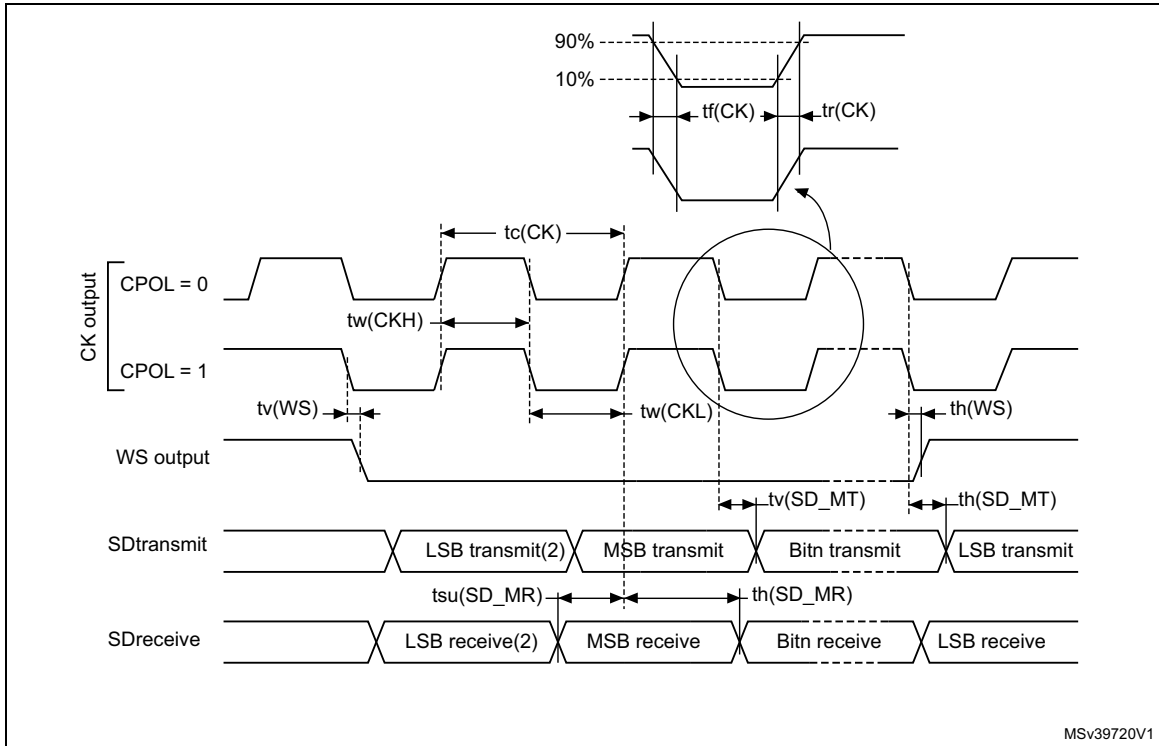 90%
10%
tf(CK)
tr(CK)
tc(CK)
CK output
CPOL = 0
tw(CKH)
CPOL = 1
tv(WS)
tw(CKL)
th(WS)
WS output
tv(SD_MT)
th(SD_MT)
SDtransmit
LSB transmit(2)
MSB transmit
Bitn transmit
LSB transmit
tsu(SD_MR)
th(SD_MR)
SDreceive
LSB receive(2)
MSB receive
Bitn receive
LSB receive
MSv39720V1